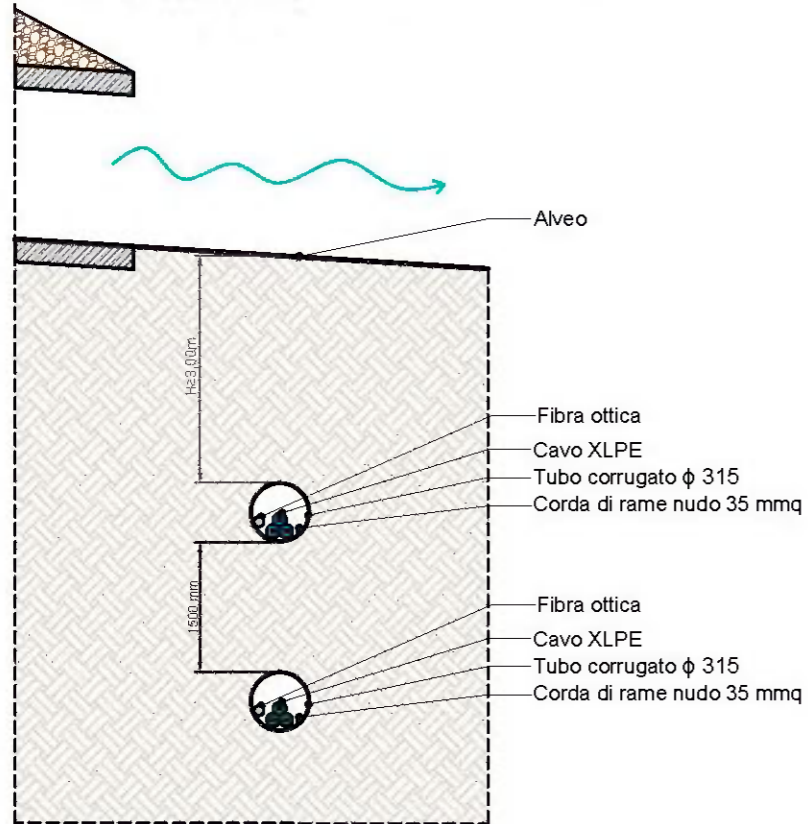 Alveo
H≥3,00m
Fibra ottica
Cavo XLPE
Tubo corrugato ϕ 315
Corda di rame nudo 35 mmq
1500 mm
Fibra ottica
Cavo XLPE
Tubo corrugato ϕ 315
Corda di rame nudo 35 mmq